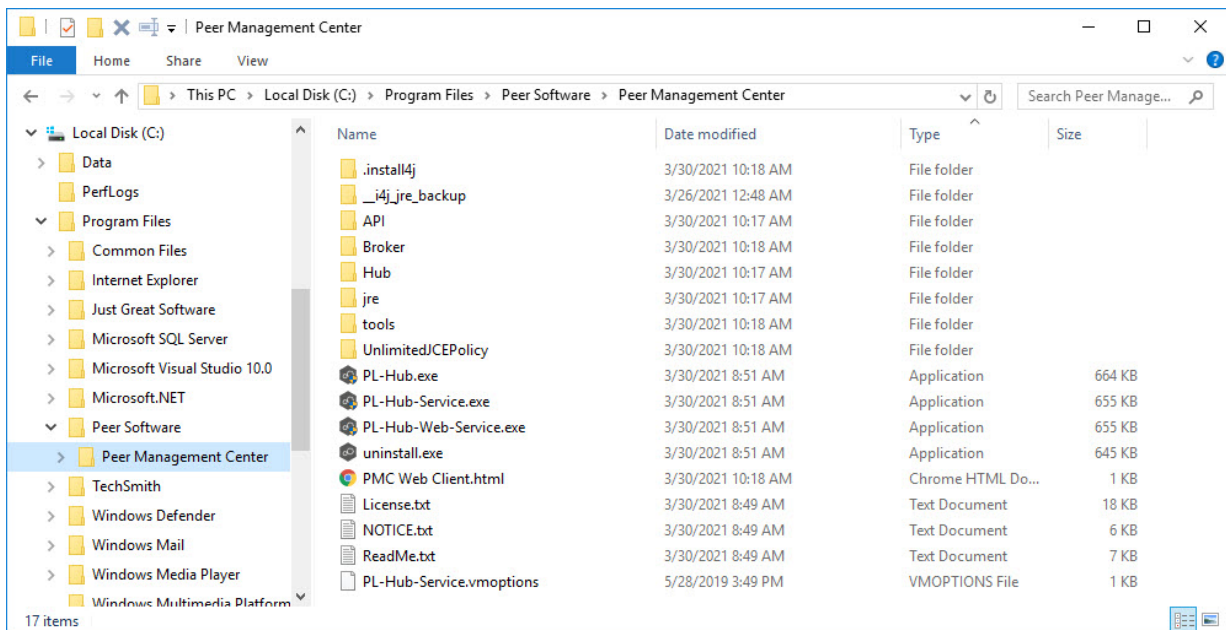 Peer Management Center
File Home Share View
This PC > Local Disk (C:) > Program Files > Peer Software > Peer Management Center
Search Peer Manage...
Local Disk (C:)
Data
PerfLogs
Program Files
Common Files
Internet Explorer
Just Great Software
Microsoft SQL Server
Microsoft Visual Studio 10.0
Microsoft.NET
Peer Software
Peer Management Center
TechSmith
Windows Defender
Windows Mail
Windows Media Player
Windows Multimedia Platform
Name Date modified Type Size
.install4j 3/30/2021 10:18 AM File folder
__i4j_jre_backup 3/26/2021 12:48 AM File folder
API 3/30/2021 10:17 AM File folder
Broker 3/30/2021 10:18 AM File folder
Hub 3/30/2021 10:17 AM File folder
jre 3/30/2021 10:17 AM File folder
tools 3/30/2021 10:18 AM File folder
UnlimitedJCEPolicy 3/30/2021 10:18 AM File folder
PL-Hub.exe 3/30/2021 8:51 AM Application 664 KB
PL-Hub-Service.exe 3/30/2021 8:51 AM Application 655 KB
PL-Hub-Web-Service.exe 3/30/2021 8:51 AM Application 655 KB
uninstall.exe 3/30/2021 8:51 AM Application 645 KB
PMC Web Client.html 3/30/2021 10:18 AM Chrome HTML Do... 1 KB
License.txt 3/30/2021 8:49 AM Text Document 18 KB
NOTICE.txt 3/30/2021 8:49 AM Text Document 6 KB
ReadMe.txt 3/30/2021 8:49 AM Text Document 7 KB
PL-Hub-Service.vmoptions 5/28/2019 3:49 PM VMOPTIONS File 1 KB
17 items